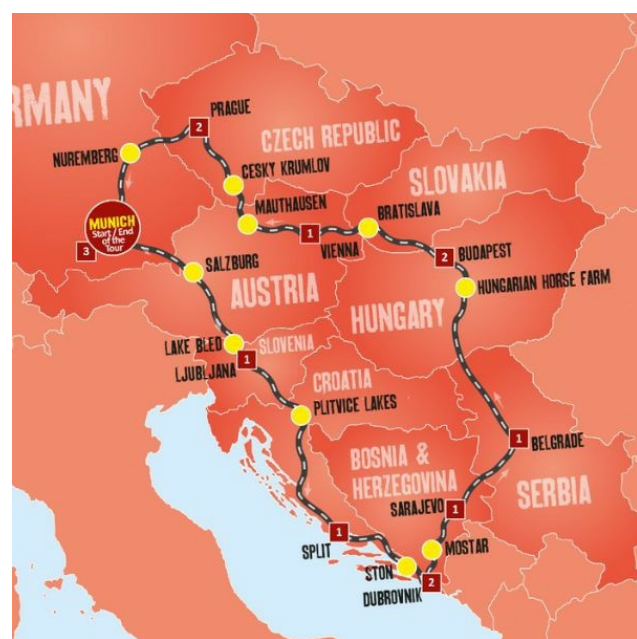 RMANY
PRAGUE
2
CZECH REPUBLIC
NUREMBERG
CESKY KRUMLOV
SLOVAKIA
MAUTHAUSEN
BRATISLAVA
MUNICH
Start / End
of the
Tour
3
1
VIENNA
2
BUDAPEST
SALZBURG
HUNGARIAN HORSE FARM
AUSTRIA
HUNGARY
LAKE BLED
SLOVENIA
LJUBLJANA
1
CROATIA
PLITVICE LAKES
BOSNIA &
HERZEGOVINA
1
BELGRADE
SERBIA
SARAJEVO
1
1
SPLIT
MOSTAR
STON
2
DUBROVNIK